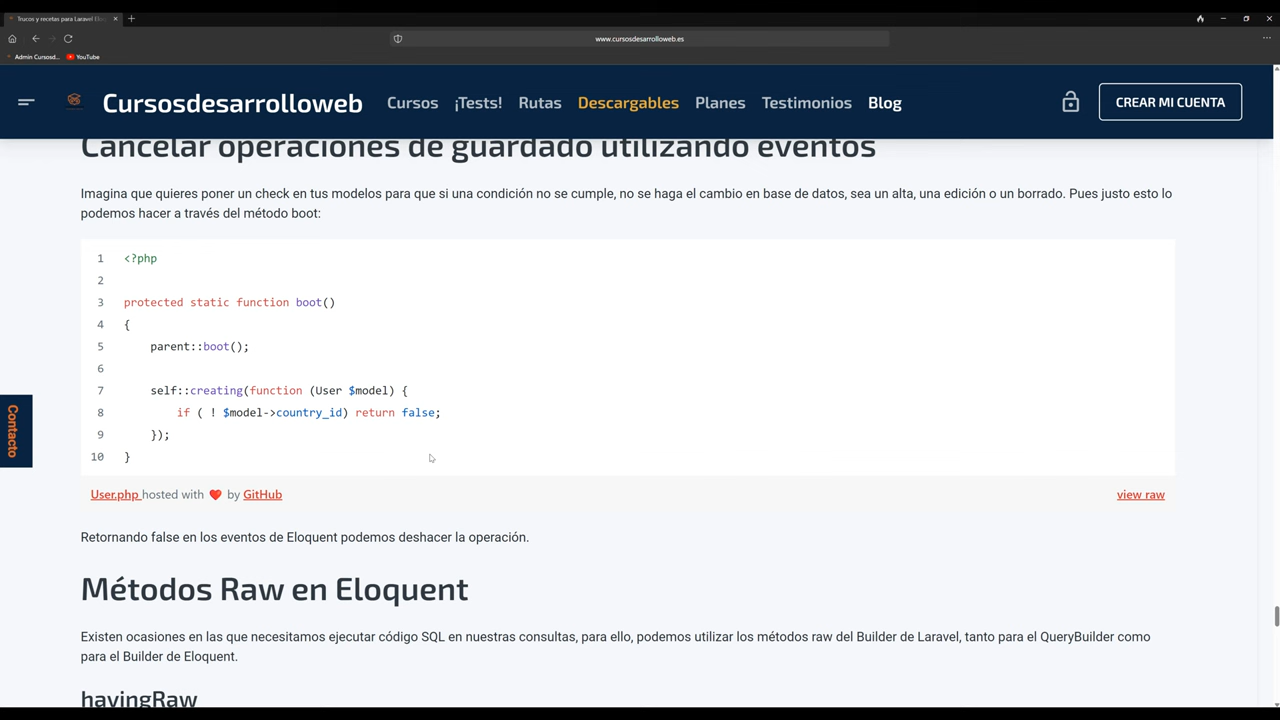 Trucos y recetas para Laravel Elo
www.cursosdesarrolloweb.es
Admin Cursosd... YouTube
Cursosdesarrolloweb Cursos ¡Tests! Rutas Descargables Planes Testimonios Blog CREAR MI CUENTA
Cancelar operaciones de guardado utilizando eventos
Imagina que quieres poner un check en tus modelos para que si una condición no se cumple, no se haga el cambio en base de datos, sea un alta, una edición o un borrado. Pues justo esto lo
podemos hacer a través del método boot:
1 <?php
2
3 protected static function boot()
4 {
5 parent::boot();
6
7 self::creating(function (User $model) {
8 if ( ! $model->country_id) return false;
9 });
10 }
Contacto
User.php hosted with ❤ by GitHub view raw
Retornando false en los eventos de Eloquent podemos deshacer la operación.
Métodos Raw en Eloquent
Existen ocasiones en las que necesitamos ejecutar código SQL en nuestras consultas, para ello, podemos utilizar los métodos raw del Builder de Laravel, tanto para el QueryBuilder como
para el Builder de Eloquent.
havingRaw